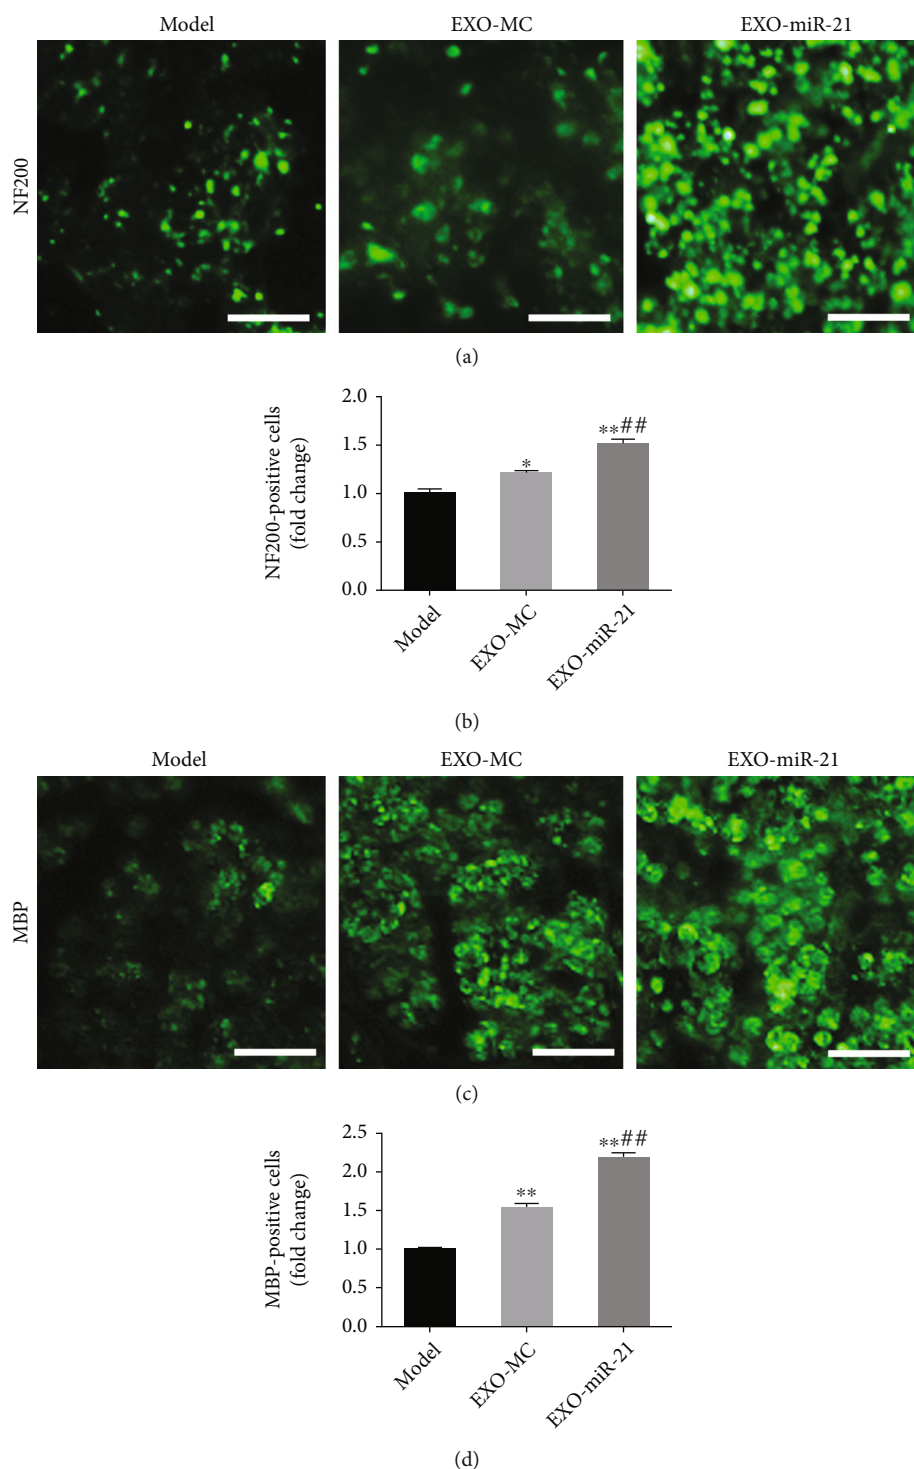 Model EXO-MC EXO-miR-21
NF200
(a)
NF200-positive cells
(fold change)
2.0
1.5
1.0
0.5
0.0
*
**##
Model
EXO-MC
EXO-miR-21
(b)
Model EXO-MC EXO-miR-21
MBP
(c)
MBP-positive cells
(fold change)
2.5
2.0
1.5
1.0
0.5
0.0
**
**##
Model
EXO-MC
EXO-miR-21
(d)